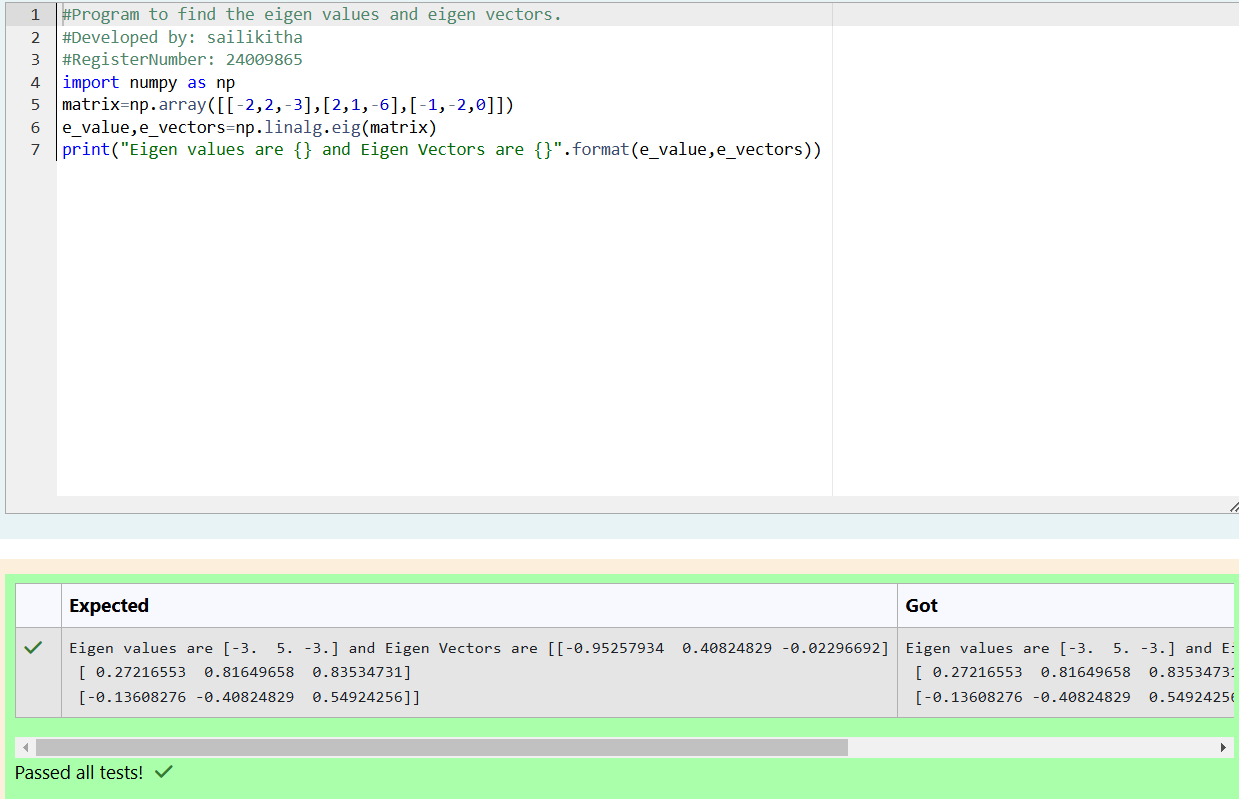 1 #Program to find the eigen values and eigen vectors.
2 #Developed by: sailikitha
3 #RegisterNumber: 24009865
4 import numpy as np
5 matrix=np.array([[-2,2,-3],[2,1,-6],[-1,-2,0]])
6 e_value,e_vectors=np.linalg.eig(matrix)
7 print("Eigen values are {} and Eigen Vectors are {}".format(e_value,e_vectors))
Expected Got
Eigen values are [-3.  5. -3.] and Eigen Vectors are [[-0.95257934  0.40824829 -0.02296692] Eigen values are [-3.  5. -3.] and E
[ 0.27216553  0.81649658  0.83534731] [ 0.27216553  0.81649658  0.8353473
[-0.13608276 -0.40824829  0.54924256]] [-0.13608276 -0.40824829  0.5492425
Passed all tests!